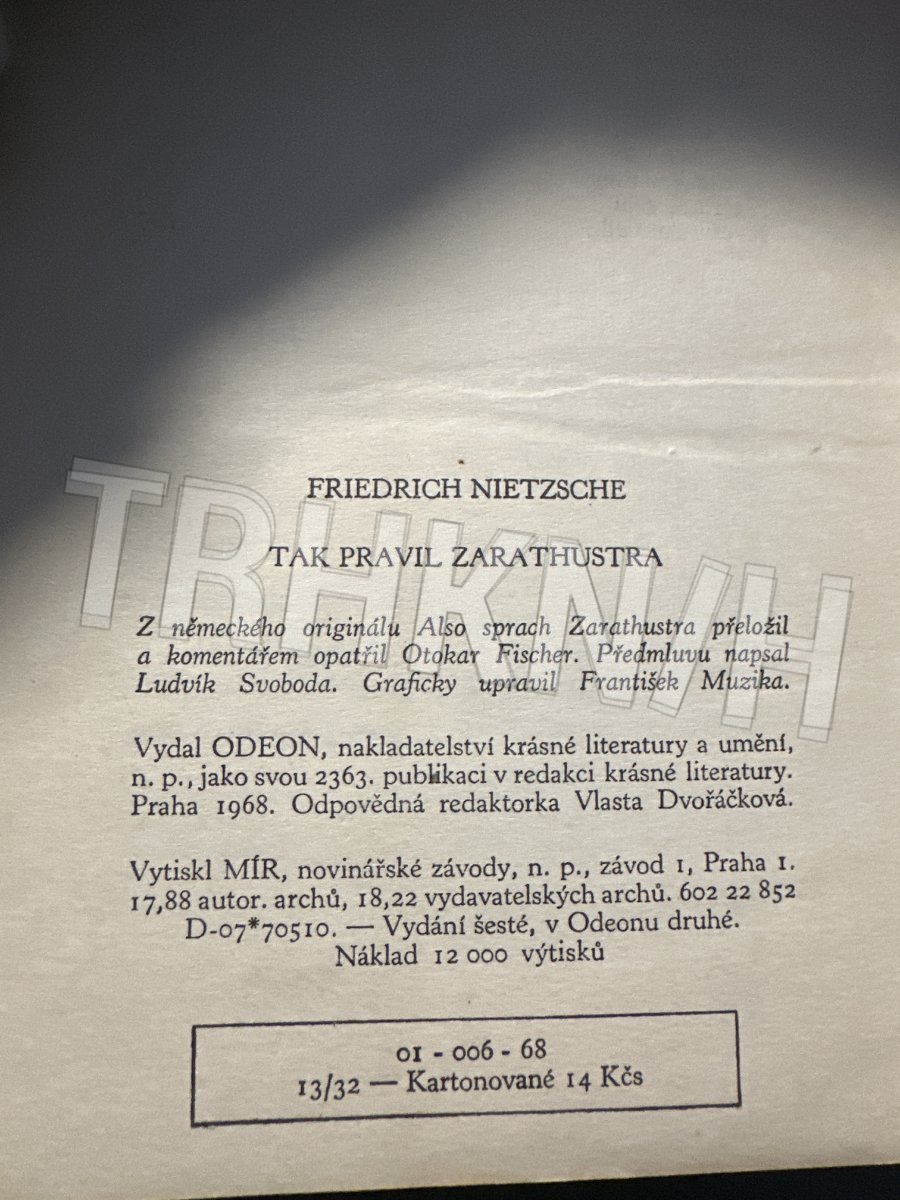 FRIEDRICH NIETZSCHE
TAK PRAVIL ZARATHUSTRA
Z německého originálu Also sprach Zarathustra přeložil
a komentářem opatřil Otokar Fischer. Předmluvu napsal
Ludvík Svoboda. Graficky upravil František Muzika.
Vydal ODEON, nakladatelství krásné literatury a umění,
n. p., jako svou 2363. publikaci v redakci krásné literatury.
Praha 1968. Odpovědná redaktorka Vlasta Dvořáčková.
Vytiskl MÍR, novinářské závody, n. p., závod 1, Praha 1.
17,88 autor. archů, 18,22 vydavatelských archů. 602 22 852
D-07*70510. — Vydání šesté, v Odeonu druhé.
Náklad 12 000 výtisků
01 - 006 - 68
13/32 — Kartonované 14 Kčs